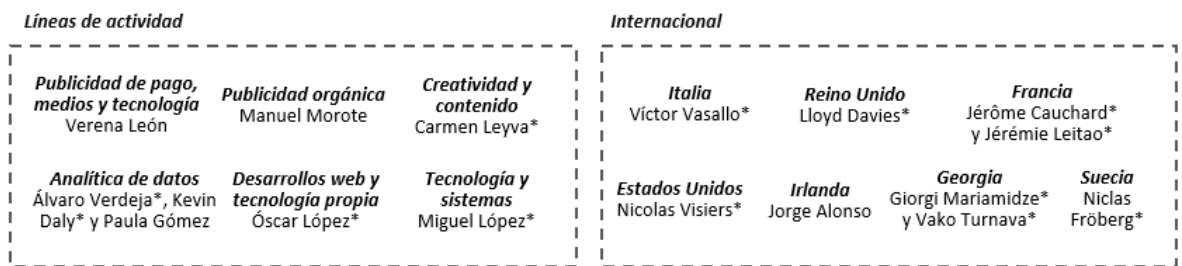 Líneas de actividad
Publicidad de pago,
medios y tecnología
Verena León
Publicidad orgánica
Manuel Morote
Creatividad y
contenido
Carmen Leyva*
Analítica de datos
Álvaro Verdeja*, Kevin
Daly* y Paula Gómez
Desarrollos web y
tecnología propia
Óscar López*
Tecnología y
sistemas
Miguel López*
Internacional
Italia
Víctor Vasallo*
Reino Unido
Lloyd Davies*
Francia
Jérôme Cauchard*
y Jérémie Leitao*
Estados Unidos
Nicolas Visiers*
Irlanda
Jorge Alonso
Georgia
Giorgi Mariamidze*
y Vako Turnava*
Suecia
Niclas
Fröberg*